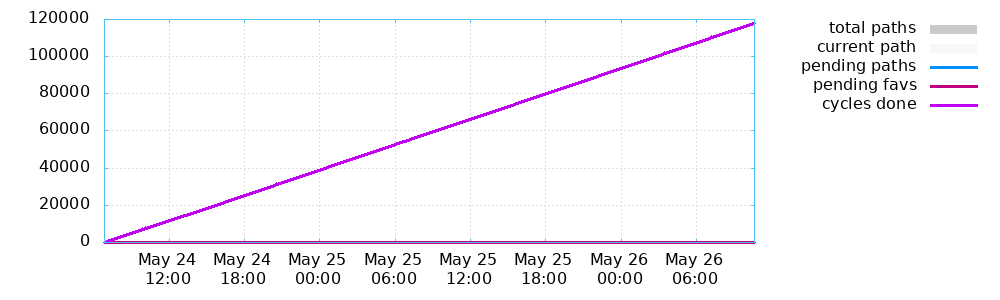 120000
100000
80000
60000
40000
20000
0
May 24 May 24 May 25 May 25 May 25 May 25 May 26 May 26
12:00 18:00 00:00 06:00 12:00 18:00 00:00 06:00
total paths
current path
pending paths
pending favs
cycles done